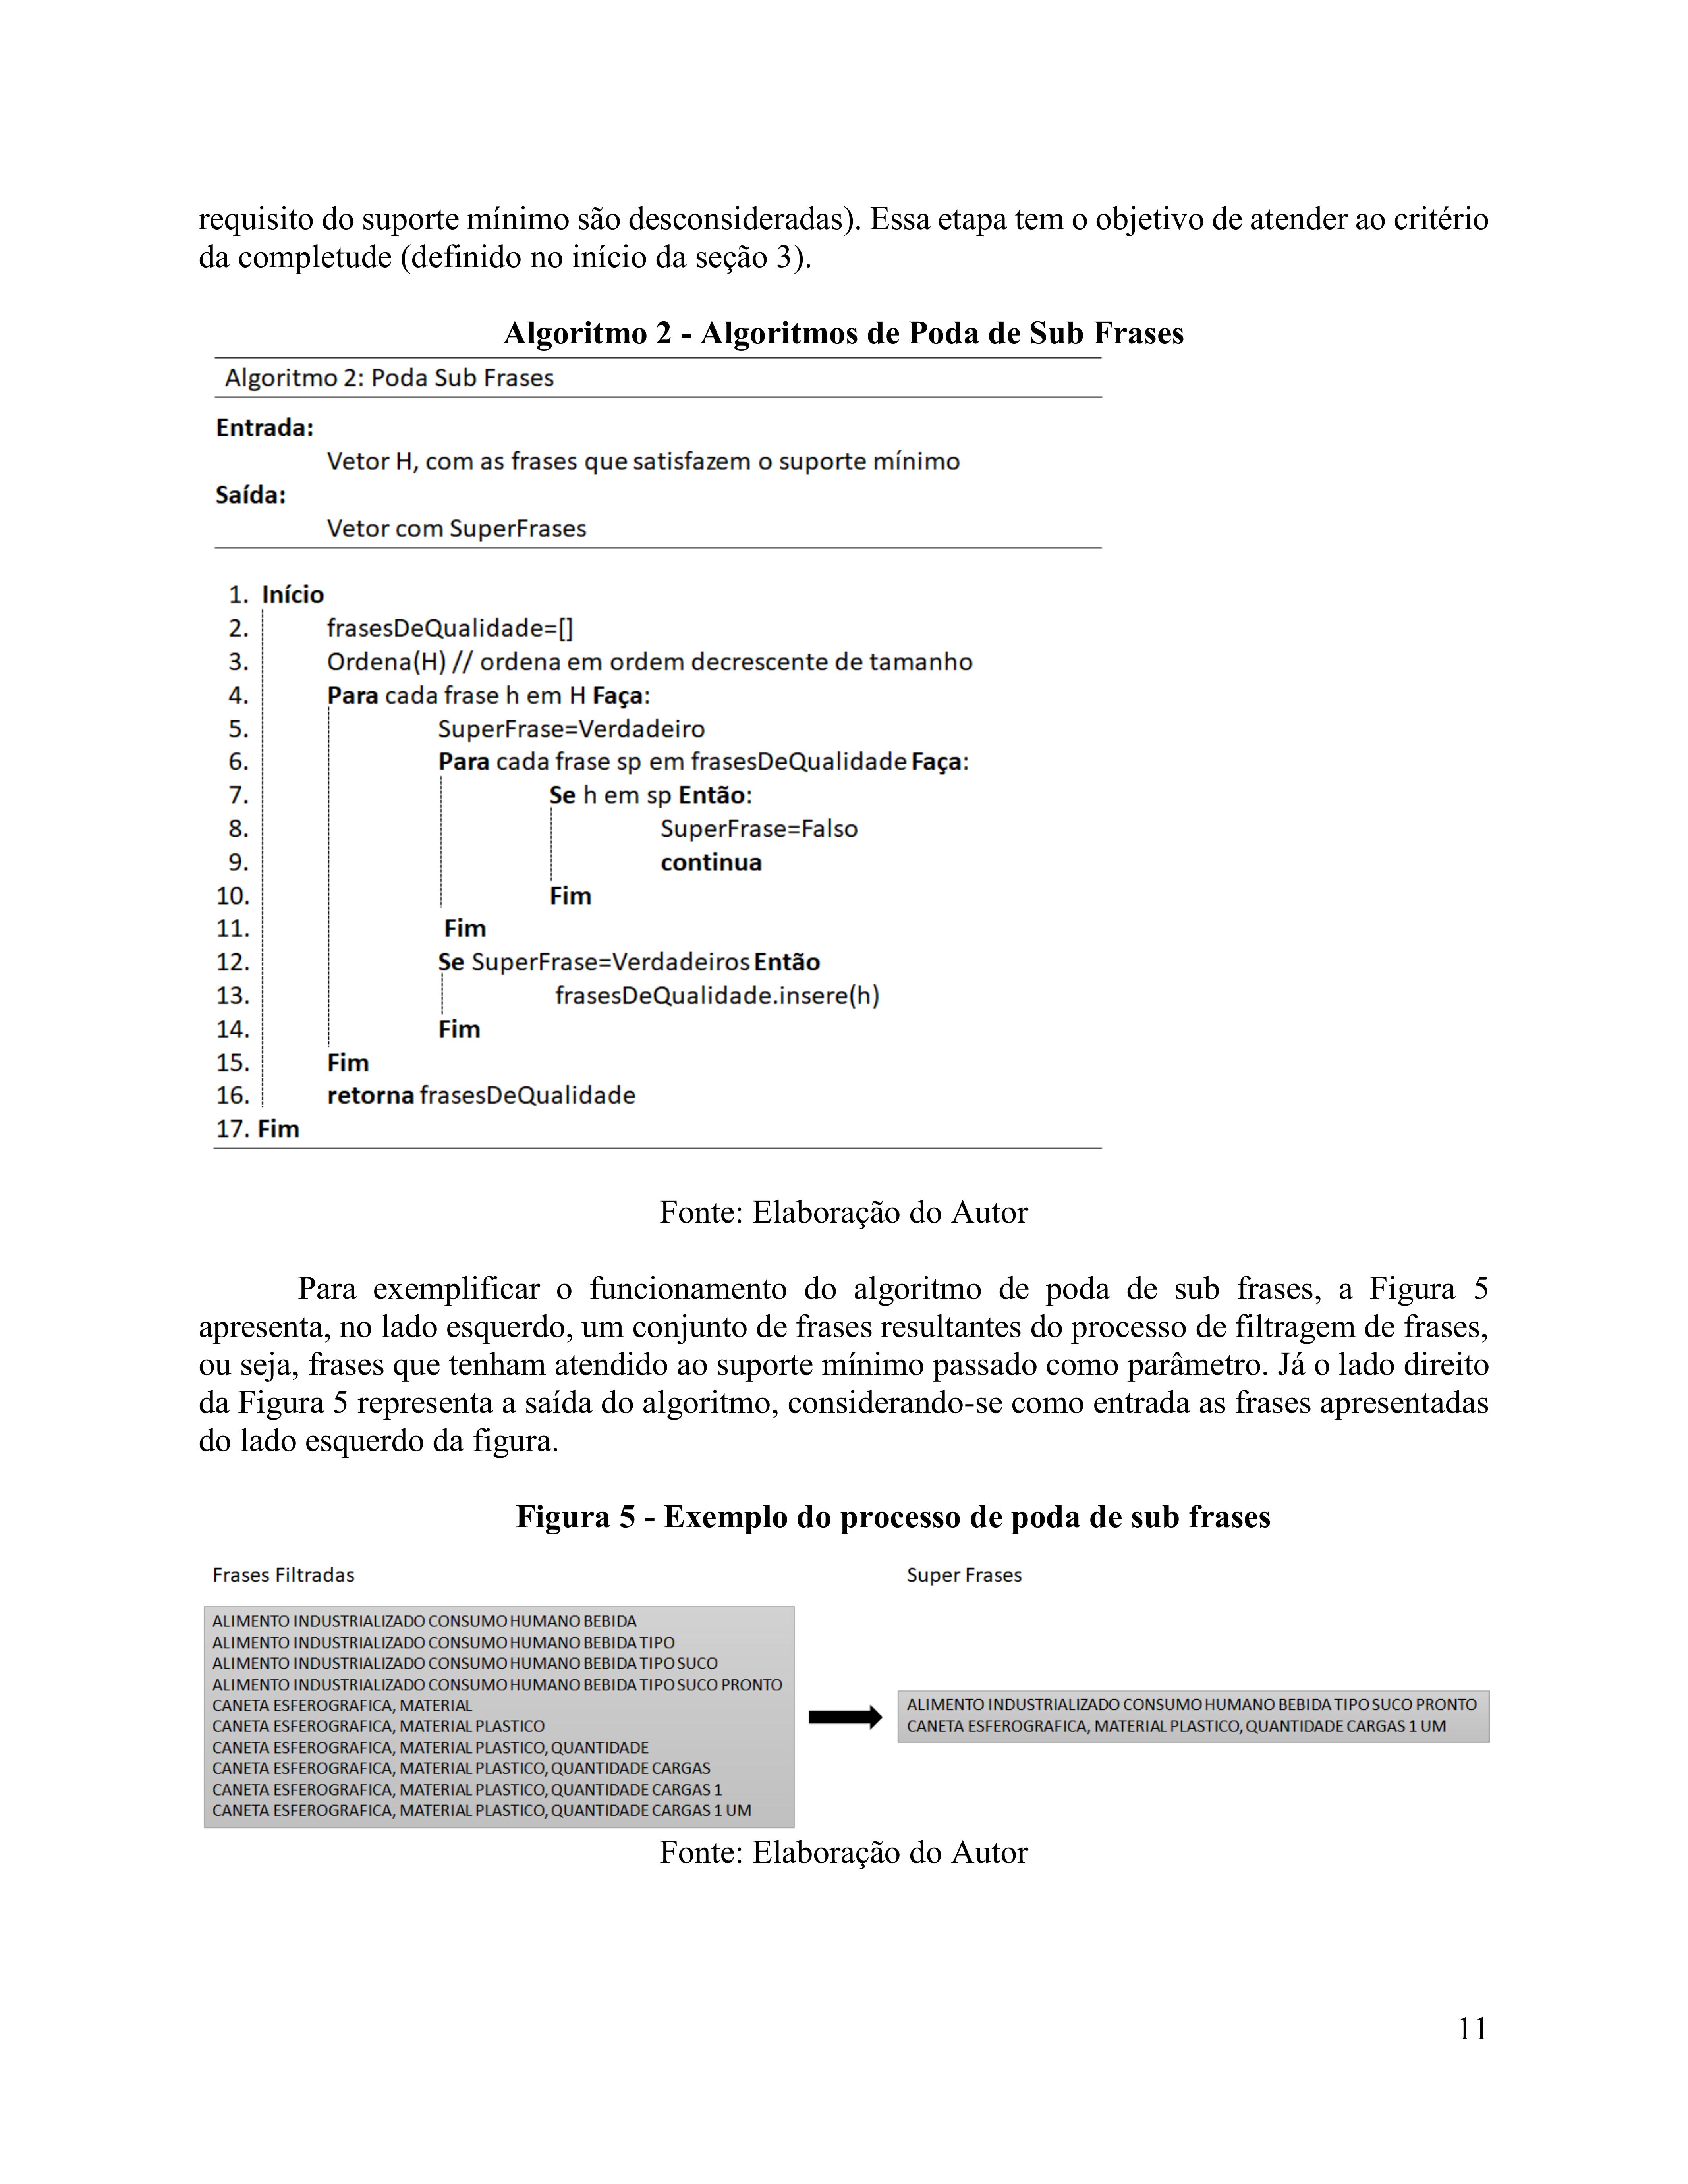 requisito do suporte mínimo são desconsideradas). Essa etapa tem o objetivo de atender ao critério
da completude (definido no início da seção 3).
Algoritmo 2 - Algoritmos de Poda de Sub Frases
Algoritmo 2: Poda Sub Frases
Entrada:
Vetor H, com as frases que satisfazem o suporte mínimo
Saída:
Vetor com SuperFrases
1. Início
2. frasesDeQualidade=[]
3. Ordena(H) // ordena em ordem decrescente de tamanho
4. Para cada frase h em H Faça:
5. SuperFrase=Verdadeiro
6. Para cada frase sp em frasesDeQualidade Faça:
7. Se h em sp Então:
8. SuperFrase=Falso
9. continua
10. Fim
11. Fim
12. Se SuperFrase=Verdadeiros Então
13. frasesDeQualidade.insere(h)
14. Fim
15. Fim
16. retorna frasesDeQualidade
17. Fim
Fonte: Elaboração do Autor
Para exemplificar o funcionamento do algoritmo de poda de sub frases, a Figura 5
apresenta, no lado esquerdo, um conjunto de frases resultantes do processo de filtragem de frases,
ou seja, frases que tenham atendido ao suporte mínimo passado como parâmetro. Já o lado direito
da Figura 5 representa a saída do algoritmo, considerando-se como entrada as frases apresentadas
do lado esquerdo da figura.
Figura 5 - Exemplo do processo de poda de sub frases
Frases Filtradas
ALIMENTO INDUSTRIALIZADO CONSUMO HUMANO BEBIDA
ALIMENTO INDUSTRIALIZADO CONSUMO HUMANO BEBIDA TIPO
ALIMENTO INDUSTRIALIZADO CONSUMO HUMANO BEBIDA TIPO SUCO
ALIMENTO INDUSTRIALIZADO CONSUMO HUMANO BEBIDA TIPO SUCO PRONTO
CANETA ESFEROGRAFICA, MATERIAL
CANETA ESFEROGRAFICA, MATERIAL PLASTICO
CANETA ESFEROGRAFICA, MATERIAL PLASTICO, QUANTIDADE
CANETA ESFEROGRAFICA, MATERIAL PLASTICO, QUANTIDADE CARGAS
CANETA ESFEROGRAFICA, MATERIAL PLASTICO, QUANTIDADE CARGAS 1
CANETA ESFEROGRAFICA, MATERIAL PLASTICO, QUANTIDADE CARGAS 1 UM
Super Frases
ALIMENTO INDUSTRIALIZADO CONSUMO HUMANO BEBIDA TIPO SUCO PRONTO
CANETA ESFEROGRAFICA, MATERIAL PLASTICO, QUANTIDADE CARGAS 1 UM
Fonte: Elaboração do Autor
11